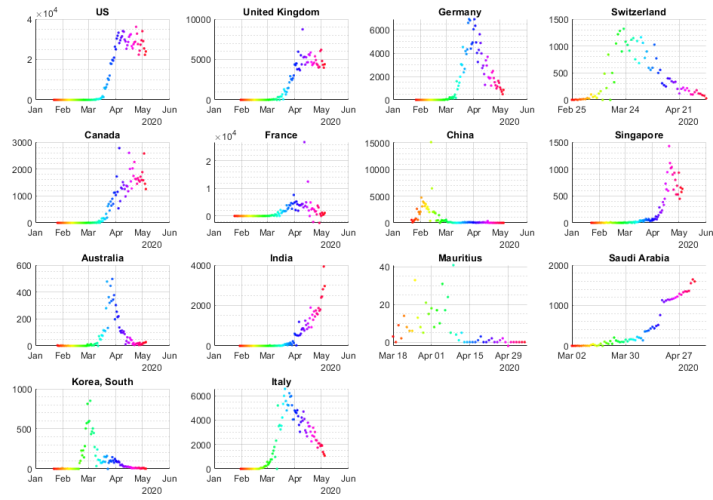 US
×10⁴
4
2
0
Jan Feb Mar Apr May Jun
2020
United Kingdom
10000
5000
0
Jan Feb Mar Apr May Jun
2020
Germany
6000
4000
2000
0
Jan Feb Mar Apr May Jun
2020
Switzerland
1500
1000
500
0
Feb 25 Mar 24 Apr 21
2020
Canada
3000
2000
1000
0
Jan Feb Mar Apr May Jun
2020
France
×10⁴
2
1
0
Jan Feb Mar Apr May Jun
2020
China
15000
10000
5000
0
Jan Feb Mar Apr May Jun
2020
Singapore
1500
1000
500
0
Jan Feb Mar Apr May Jun
2020
Australia
600
400
200
0
Jan Feb Mar Apr May Jun
2020
India
4000
2000
0
Jan Feb Mar Apr May Jun
2020
Mauritius
40
20
0
Mar 18 Apr 01 Apr 15 Apr 29
2020
Saudi Arabia
2000
1000
0
Mar 02 Mar 30 Apr 27
2020
Korea, South
1000
500
0
Jan Feb Mar Apr May Jun
2020
Italy
6000
4000
2000
0
Jan Feb Mar Apr May Jun
2020